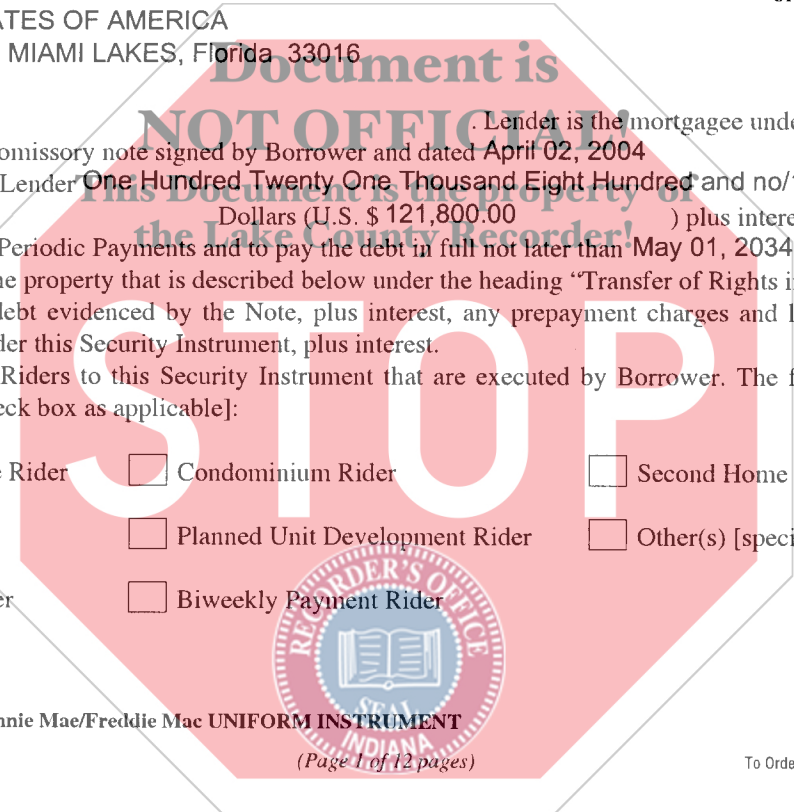 ATES OF AMERICA
MIAMI LAKES, Florida 33016
Document is
NOT OFFICIAL!
. Lender is the mortgagee unde
omissory note signed by Borrower and dated April 02, 2004
Lender One Hundred Twenty One Thousand Eight Hundred and no/1
This Document is the property of
Dollars (U.S. $ 121,800.00 ) plus intere
the Lake County Recorder!
Periodic Payments and to pay the debt in full not later than May 01, 2034
he property that is described below under the heading “Transfer of Rights i
debt evidenced by the Note, plus interest, any prepayment charges and l
der this Security Instrument, plus interest.
Riders to this Security Instrument that are executed by Borrower. The f
eck box as applicable]:
STOP
e Rider Condominium Rider Second Home
Planned Unit Development Rider Other(s) [speci
er Biweekly Payment Rider
RECORDER'S OFFICE
SEAL
INDIANA
nnie Mae/Freddie Mac UNIFORM INSTRUMENT
(Page 1 of 12 pages)
To Orde